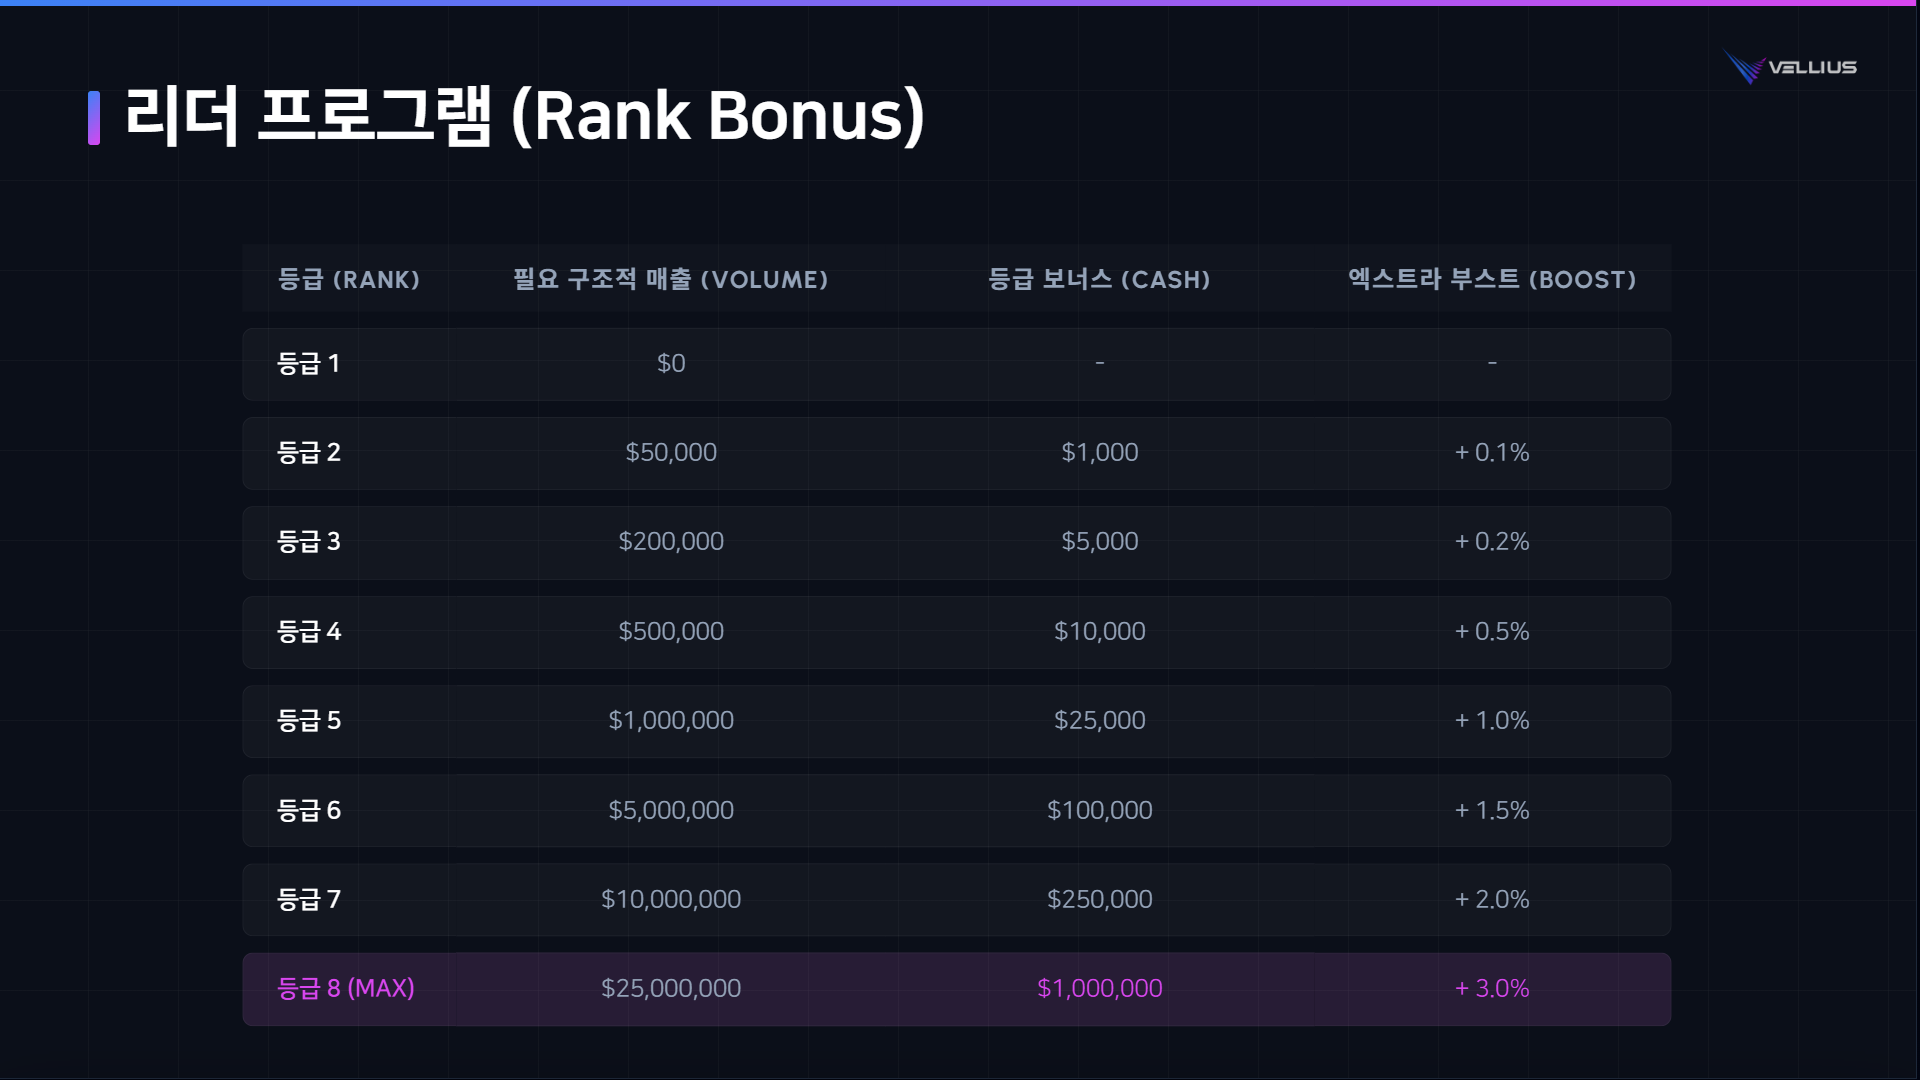 VELLIUS
리더 프로그램 (Rank Bonus)
등급 (RANK) 필요 구조적 매출 (VOLUME) 등급 보너스 (CASH) 엑스트라 부스트 (BOOST)
등급 1 $0 - -
등급 2 $50,000 $1,000 + 0.1%
등급 3 $200,000 $5,000 + 0.2%
등급 4 $500,000 $10,000 + 0.5%
등급 5 $1,000,000 $25,000 + 1.0%
등급 6 $5,000,000 $100,000 + 1.5%
등급 7 $10,000,000 $250,000 + 2.0%
등급 8 (MAX) $25,000,000 $1,000,000 + 3.0%